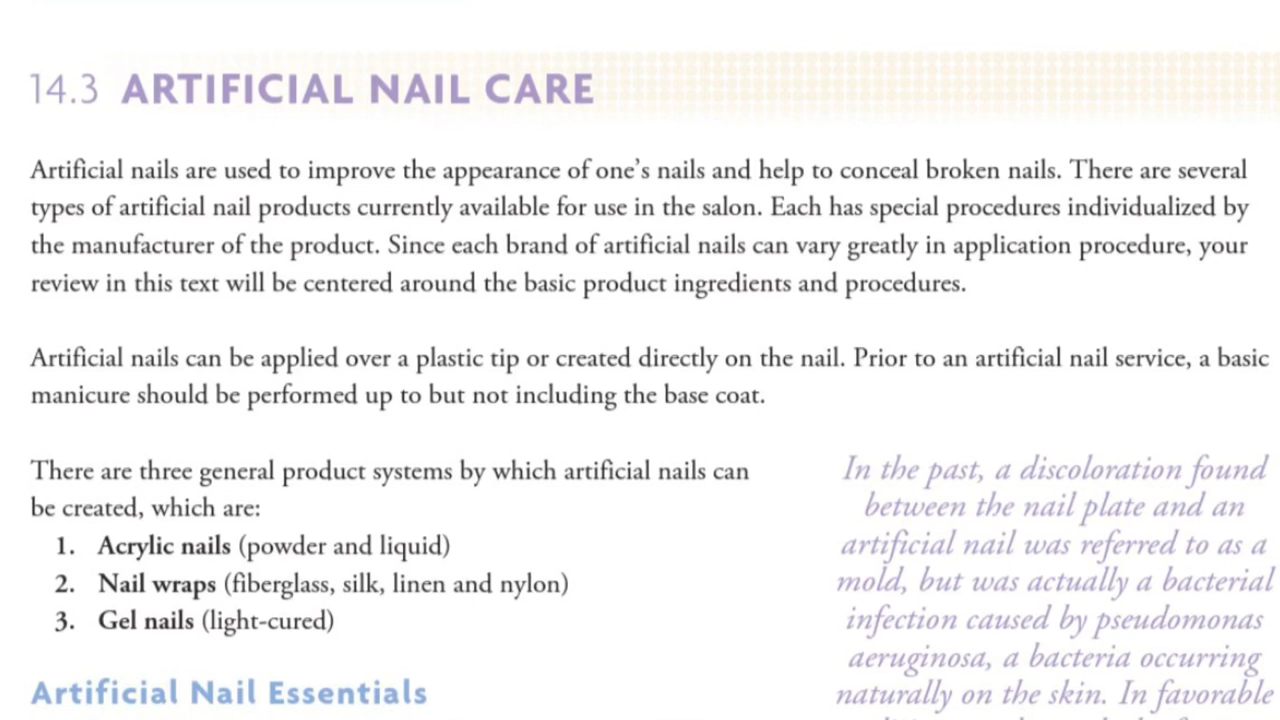 14.3 ARTIFICIAL NAIL CARE
Artificial nails are used to improve the appearance of one's nails and help to conceal broken nails. There are several
types of artificial nail products currently available for use in the salon. Each has special procedures individualized by
the manufacturer of the product. Since each brand of artificial nails can vary greatly in application procedure, your
review in this text will be centered around the basic product ingredients and procedures.
Artificial nails can be applied over a plastic tip or created directly on the nail. Prior to an artificial nail service, a basic
manicure should be performed up to but not including the base coat.
There are three general product systems by which artificial nails can
be created, which are:
1. Acrylic nails (powder and liquid)
2. Nail wraps (fiberglass, silk, linen and nylon)
3. Gel nails (light-cured)
Artificial Nail Essentials
In the past, a discoloration found
between the nail plate and an
artificial nail was referred to as a
mold, but was actually a bacterial
infection caused by pseudomonas
aeruginosa, a bacteria occurring
naturally on the skin. In favorable